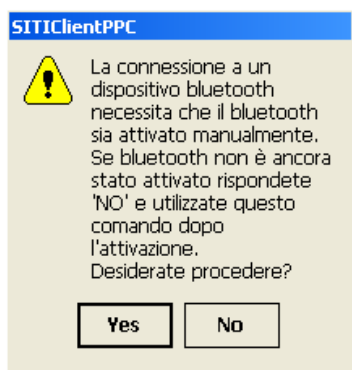 SITIClientPPC
La connessione a un
dispositivo bluetooth
necessita che il bluetooth
sia attivato manualmente.
Se bluetooth non è ancora
stato attivato rispondete
'NO' e utilizzate questo
comando dopo
l'attivazione.
Desiderate procedere?
Yes No